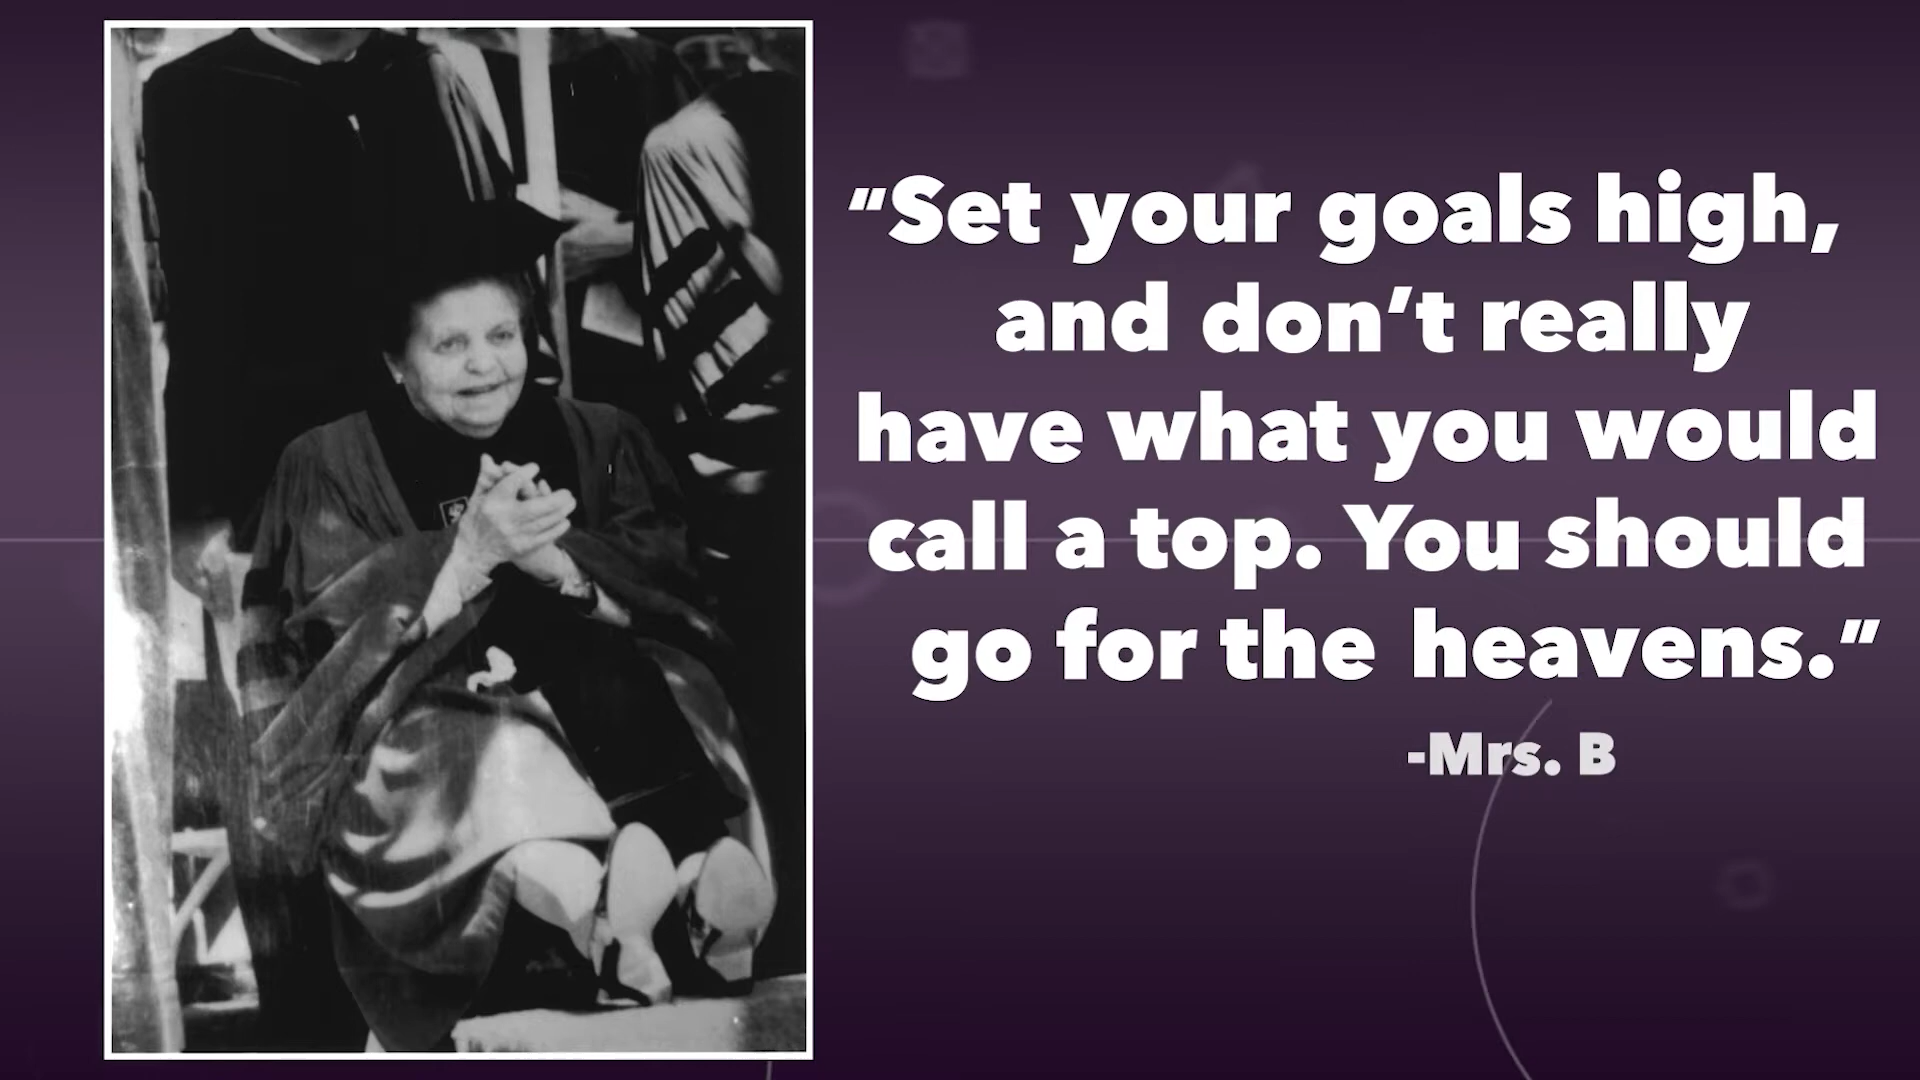 “Set your goals high,
and don’t really
have what you would
call a top. You should
go for the heavens.”
-Mrs. B